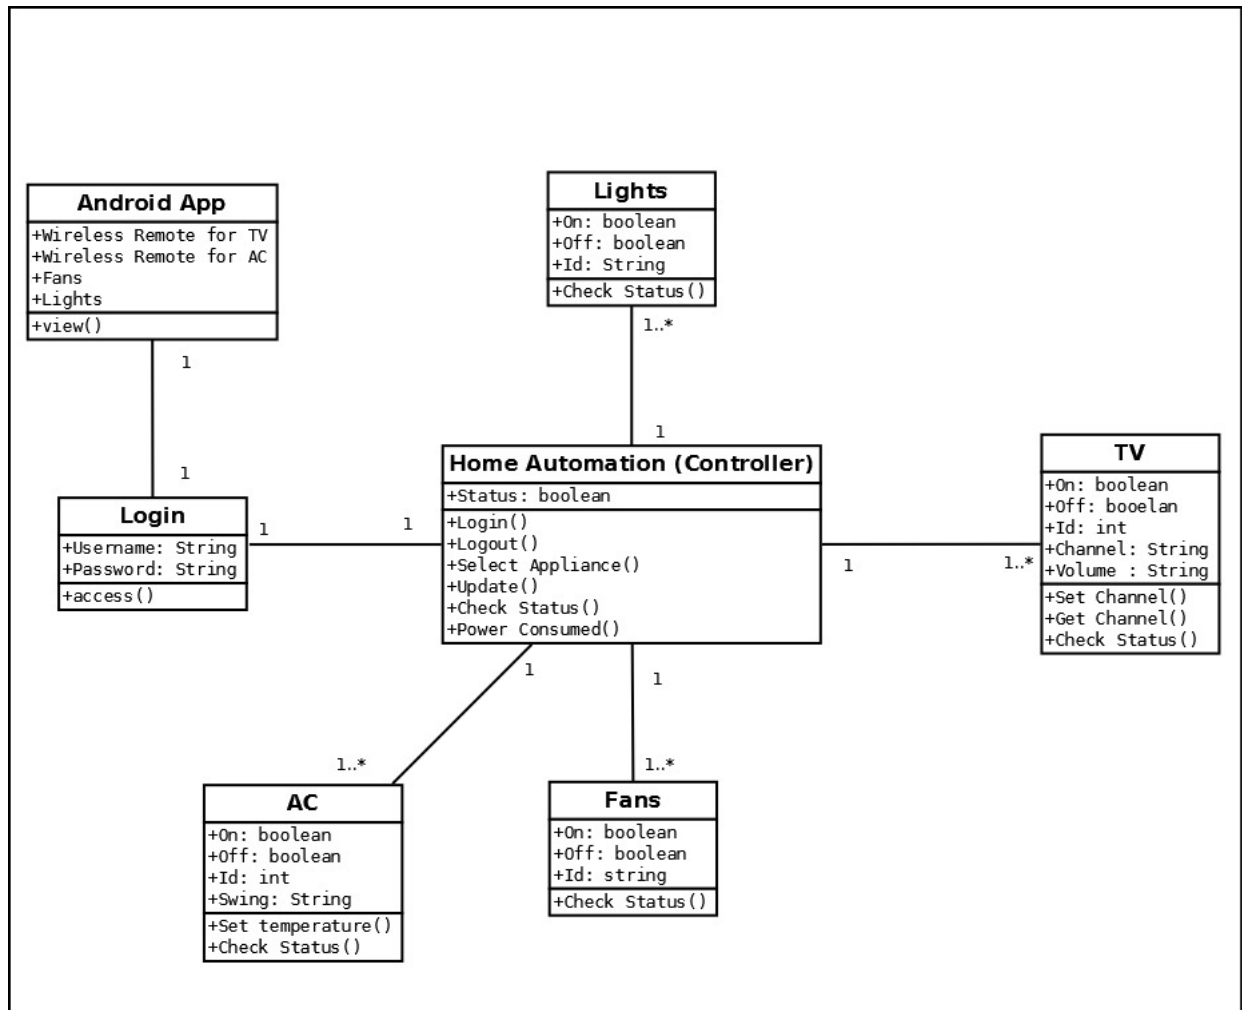 Android App
+Wireless Remote for TV
+Wireless Remote for AC
+Fans
+Lights
+view()
1
1
Login
+Username: String
+Password: String
+access()
1
1
Lights
+On: boolean
+Off: boolean
+Id: String
+Check Status()
1..*
1
Home Automation (Controller)
+Status: boolean
+Login()
+Logout()
+Select Appliance()
+Update()
+Check Status()
+Power Consumed()
1
1..*
TV
+On: boolean
+Off: booelan
+Id: int
+Channel: String
+Volume : String
+Set Channel()
+Get Channel()
+Check Status()
1
1..*
AC
+On: boolean
+Off: boolean
+Id: int
+Swing: String
+Set temperature()
+Check Status()
1
1..*
Fans
+On: boolean
+Off: boolean
+Id: string
+Check Status()